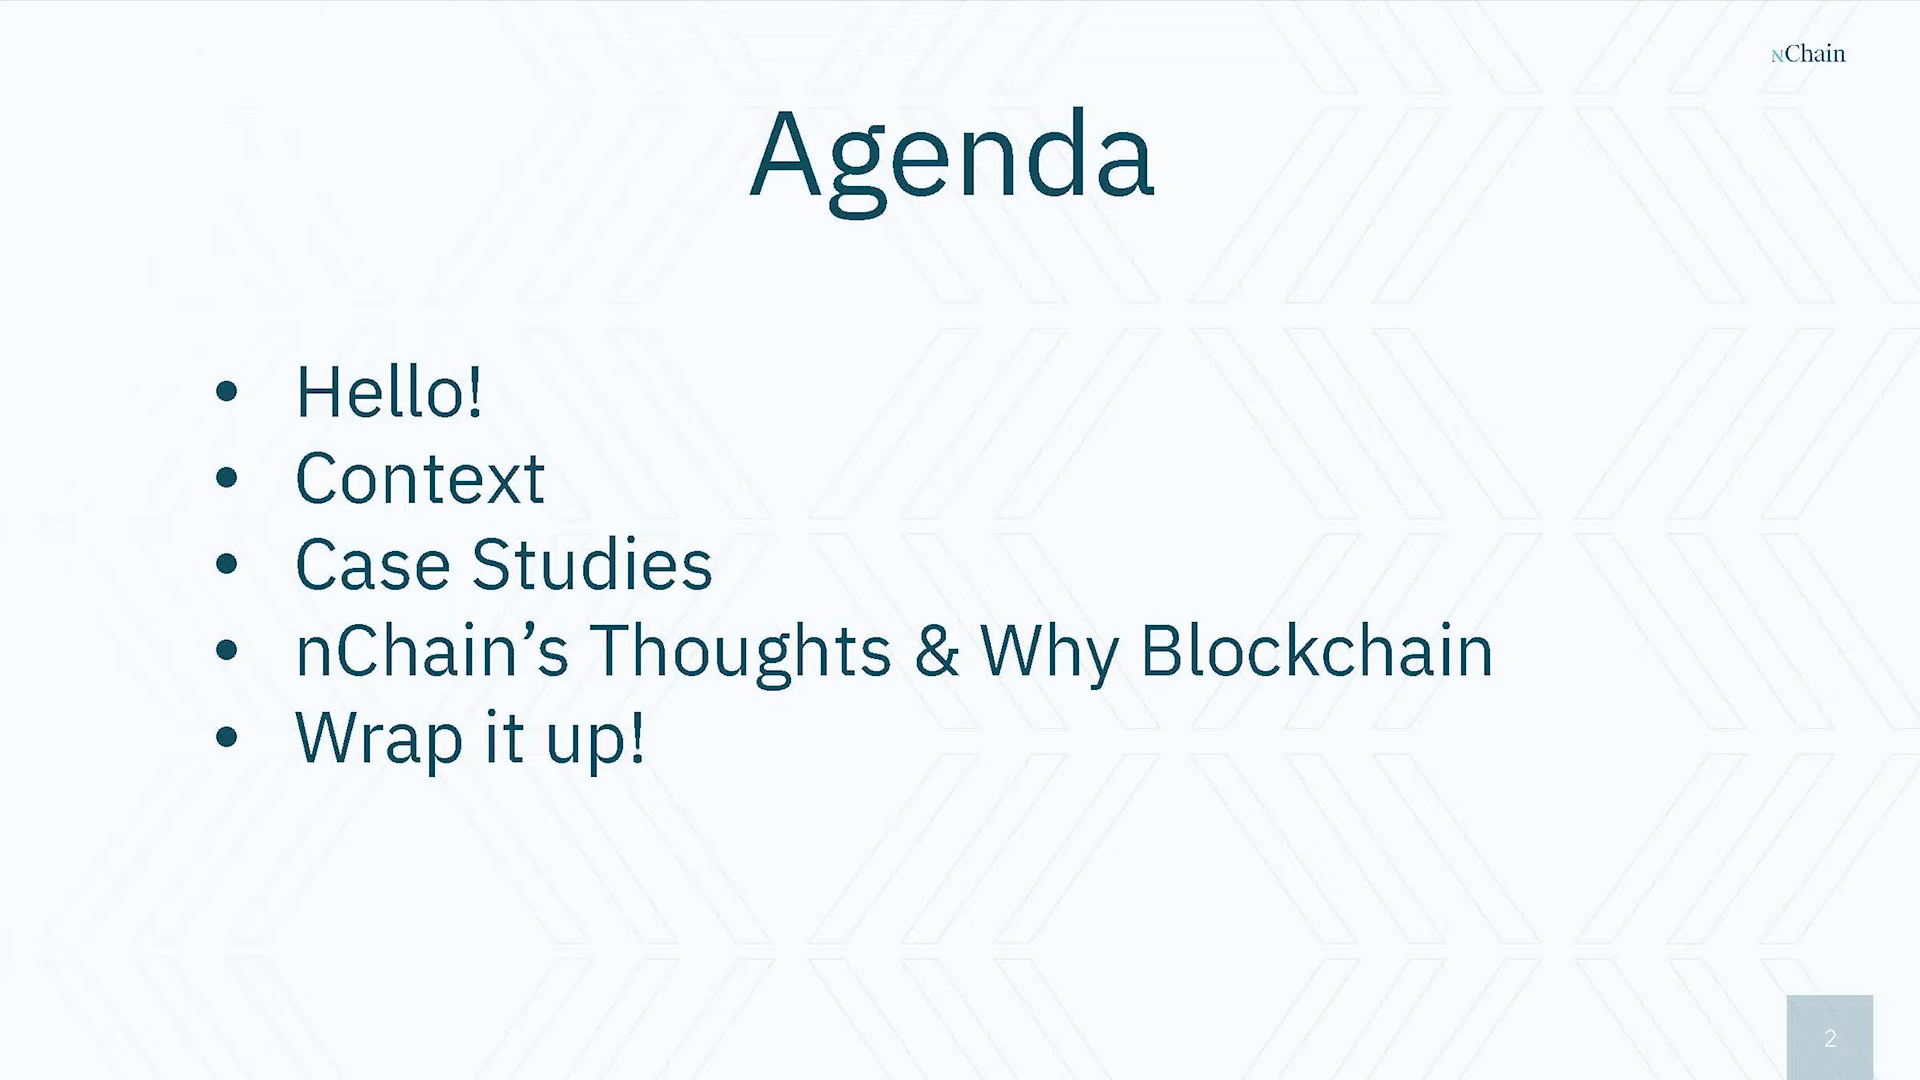 nChain
Agenda
• Hello!
• Context
• Case Studies
• nChain’s Thoughts & Why Blockchain
• Wrap it up!
2